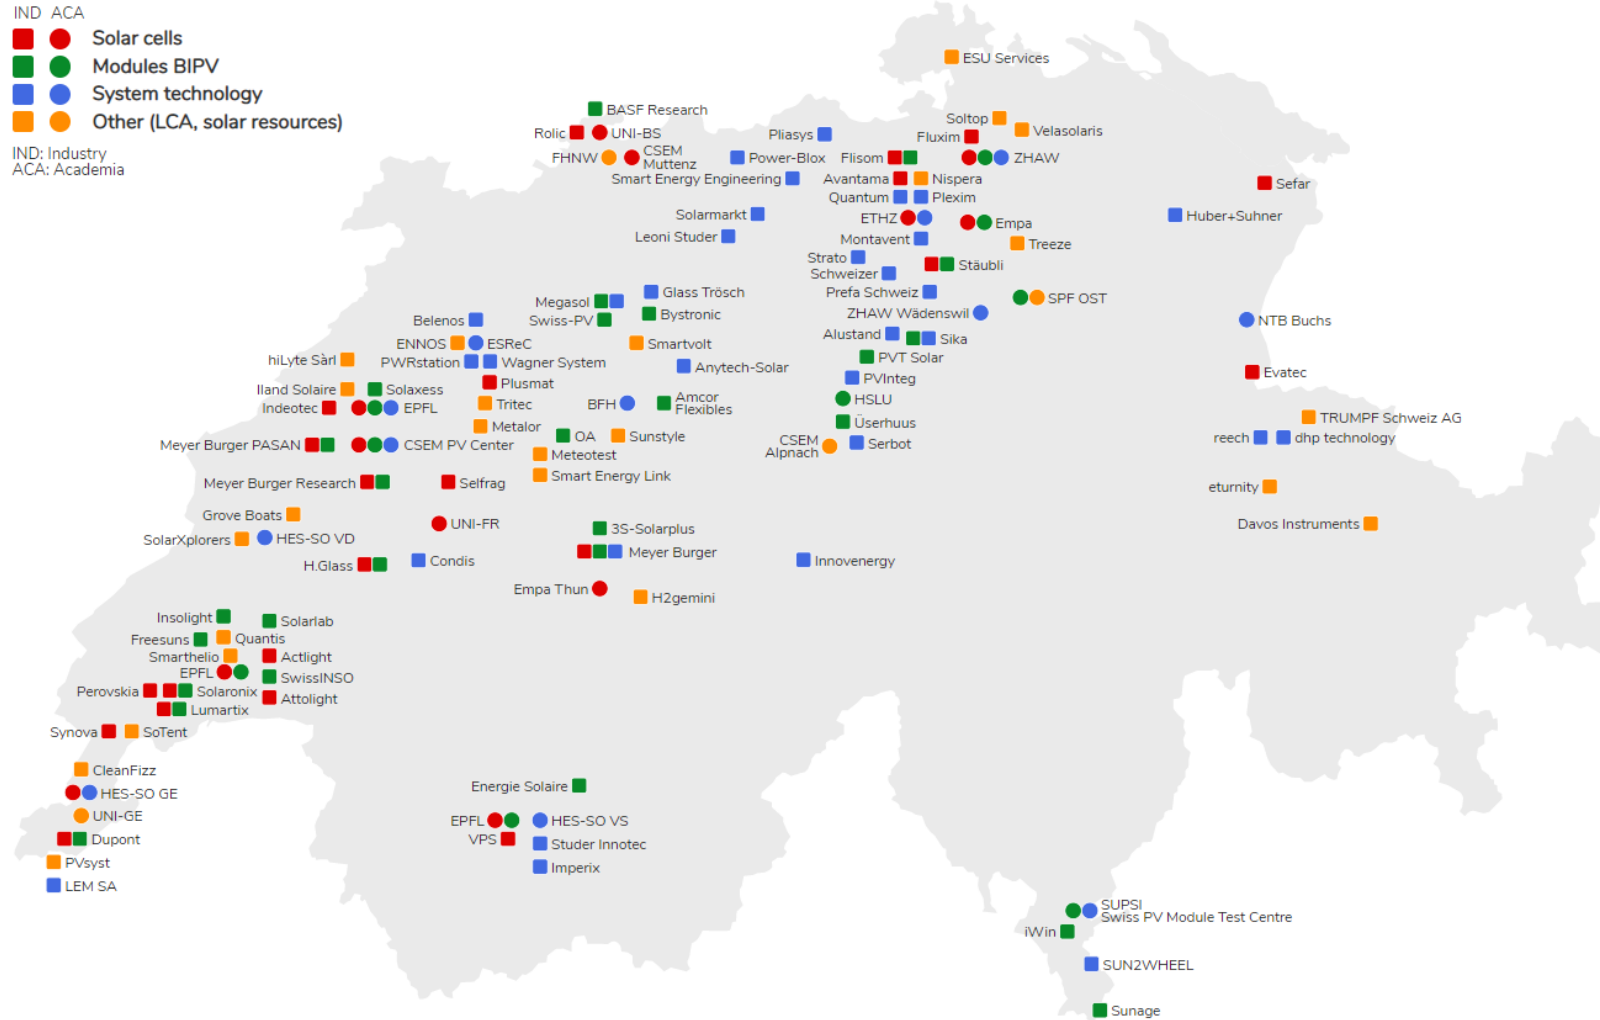 IND ACA
Solar cells
Modules BIPV
System technology
Other (LCA, solar resources)
IND: Industry
ACA: Academia
ESU Services
BASF Research
Soltop
Velasolaris
Rolic
UNI-BS
Pliasys
Fluxim
FHNW
CSEM
Muttenz
Power-Blox
Flisom
ZHAW
Smart Energy Engineering
Avantama
Nispera
Sefar
Quantum
Plexim
Solarmarkt
ETHZ
Empa
Huber+Suhner
Leoni Studer
Montavent
Treeze
Strato
Stäubli
Schweizer
Megasol
Glass Trösch
Prefa Schweiz
SPF OST
Belenos
Swiss-PV
Bystronic
ZHAW Wädenswil
NTB Buchs
ENNOS
ESReC
Smartvolt
Alustand
Sika
hiLyte Sàrl
PWRstation
Wagner System
Anytech-Solar
PVT Solar
Evatec
Iland Solaire
Solaxess
Plusmat
PVInteg
Indeotec
EPFL
Tritec
BFH
Amcor
Flexibles
HSLU
TRUMPF Schweiz AG
Metalor
Üserhuus
Meyer Burger PASAN
CSEM PV Center
OA
Sunstyle
CSEM
Alpnach
Serbot
reech
dhp technology
Meteotest
Meyer Burger Research
Selfrag
Smart Energy Link
eturnity
Grove Boats
UNI-FR
3S-Solarplus
Davos Instruments
SolarXplorers
HES-SO VD
Meyer Burger
H.Glass
Condis
Innovenergy
Empa Thun
H2gemini
Insolight
Solarlab
Freesuns
Quantis
Smarthelio
Actlight
EPFL
SwissINSO
Perovskia
Solaronix
Attolight
Lumartix
Synova
SoTent
CleanFizz
HES-SO GE
Energie Solaire
UNI-GE
EPFL
HES-SO VS
Dupont
VPS
Studer Innotec
PVsyst
Imperix
LEM SA
SUPSI
Swiss PV Module Test Centre
iWin
SUN2WHEEL
Sunage